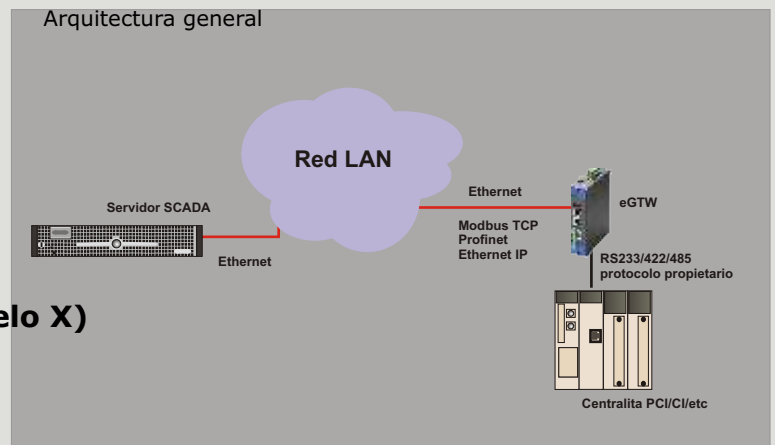 Arquitectura general
Red LAN
Servidor SCADA
Ethernet
Ethernet
Modbus TCP
Profinet
Ethernet IP
eGTW
RS233/422/485
protocolo propietario
elo X)
Centralita PCI/CI/etc